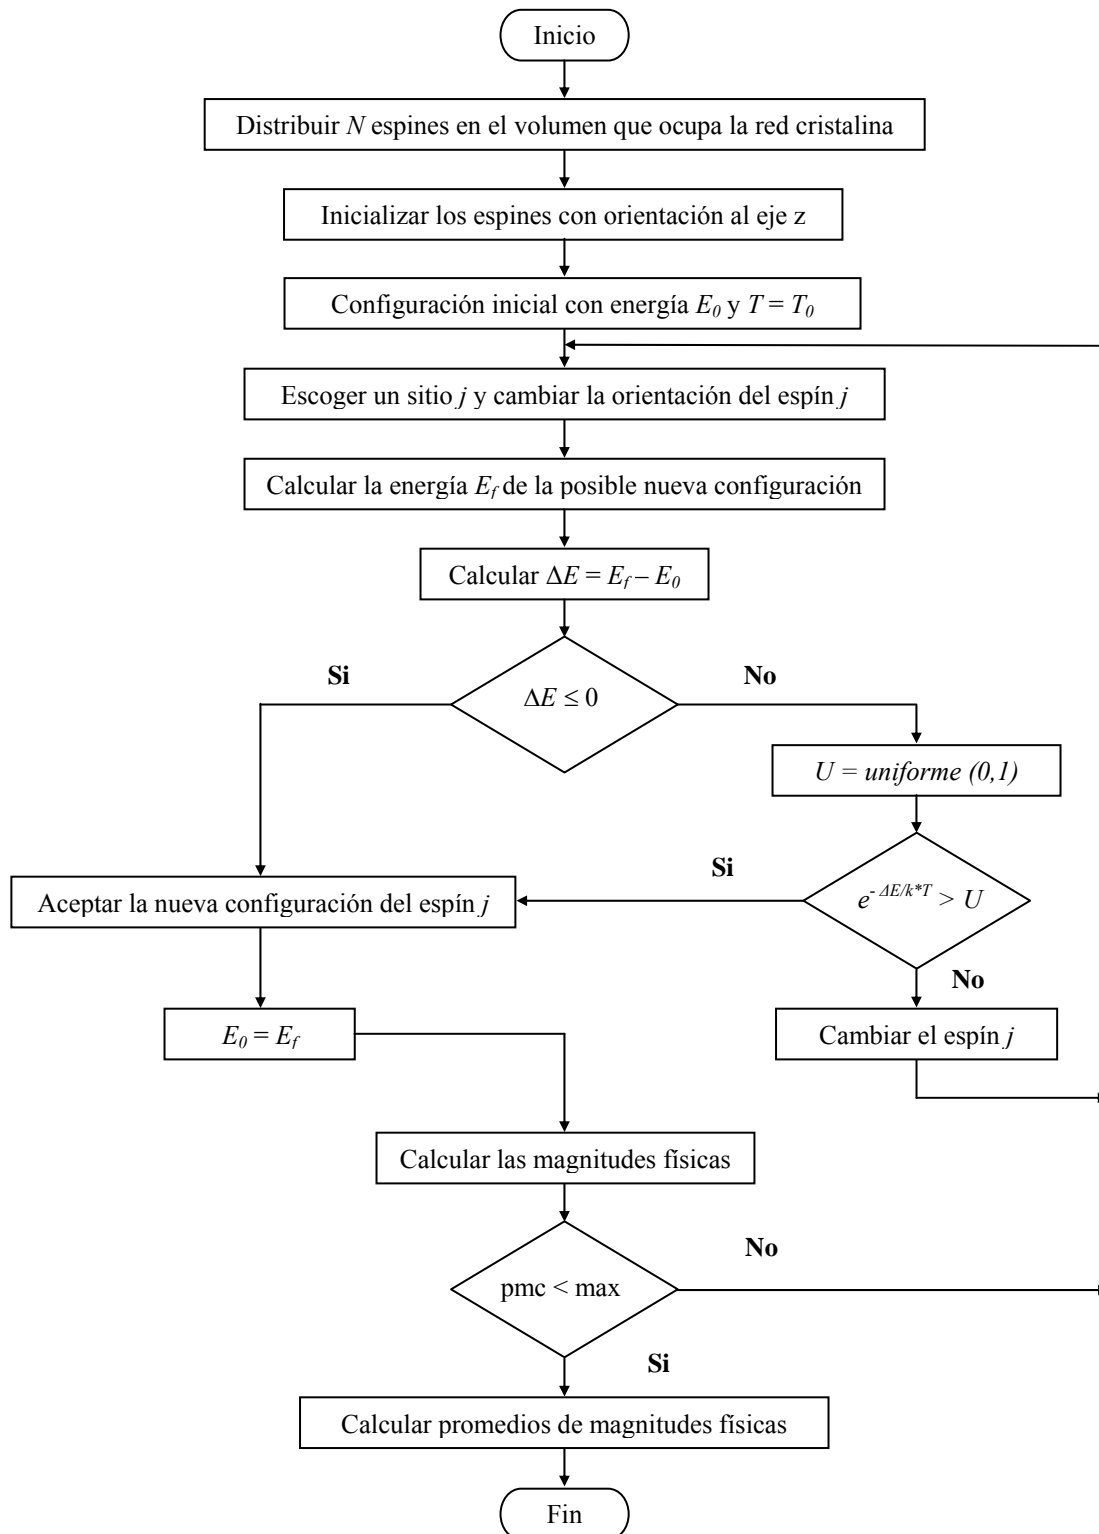 Inicio
Distribuir N espines en el volumen que ocupa la red cristalina
Inicializar los espines con orientación al eje z
Configuración inicial con energía E₀ y T = T₀
Escoger un sitio j y cambiar la orientación del espín j
Calcular la energía E_f de la posible nueva configuración
Calcular ΔE = E_f – E₀
Si
No
ΔE ≤ 0
U = uniforme (0,1)
Si
Aceptar la nueva configuración del espín j
e^{- ΔE/k*T} > U
No
E₀ = E_f
Cambiar el espín j
Calcular las magnitudes físicas
No
pmc < max
Si
Calcular promedios de magnitudes físicas
Fin